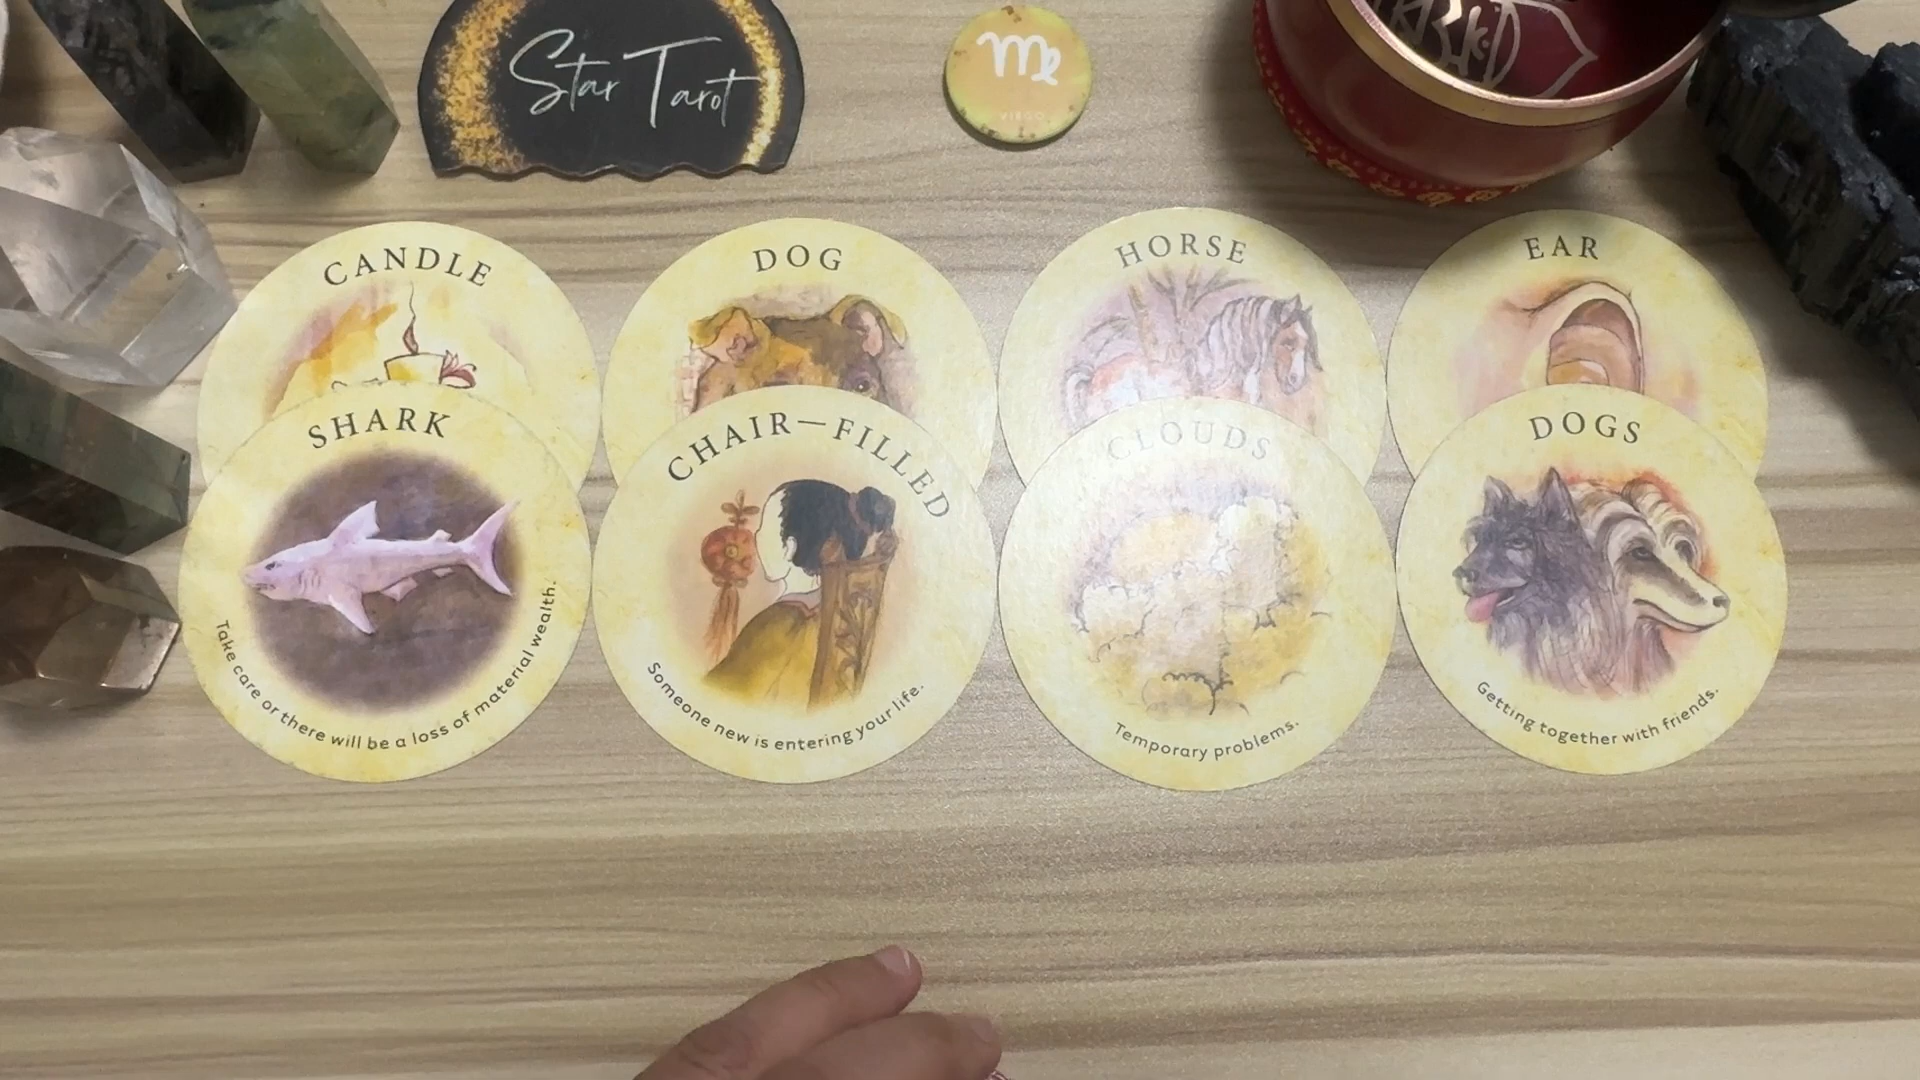 Star Tarot
VIRGO
CANDLE
DOG
HORSE
EAR
SHARK
Take care or there will be a loss of material wealth.
CHAIR—FILLED
Someone new is entering your life.
CLOUDS
Temporary problems.
DOGS
Getting together with friends.